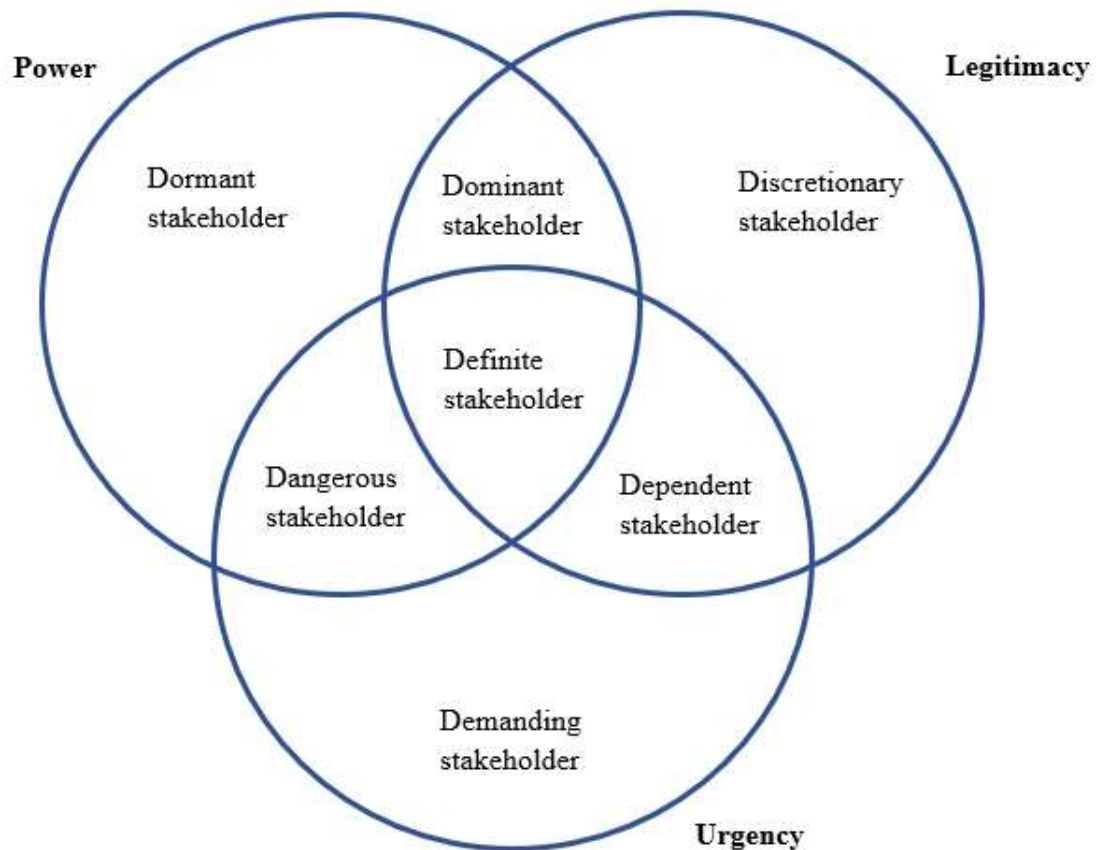 Power
Legitimacy
Dormant
stakeholder
Dominant
stakeholder
Discretionary
stakeholder
Definite
stakeholder
Dangerous
stakeholder
Dependent
stakeholder
Demanding
stakeholder
Urgency